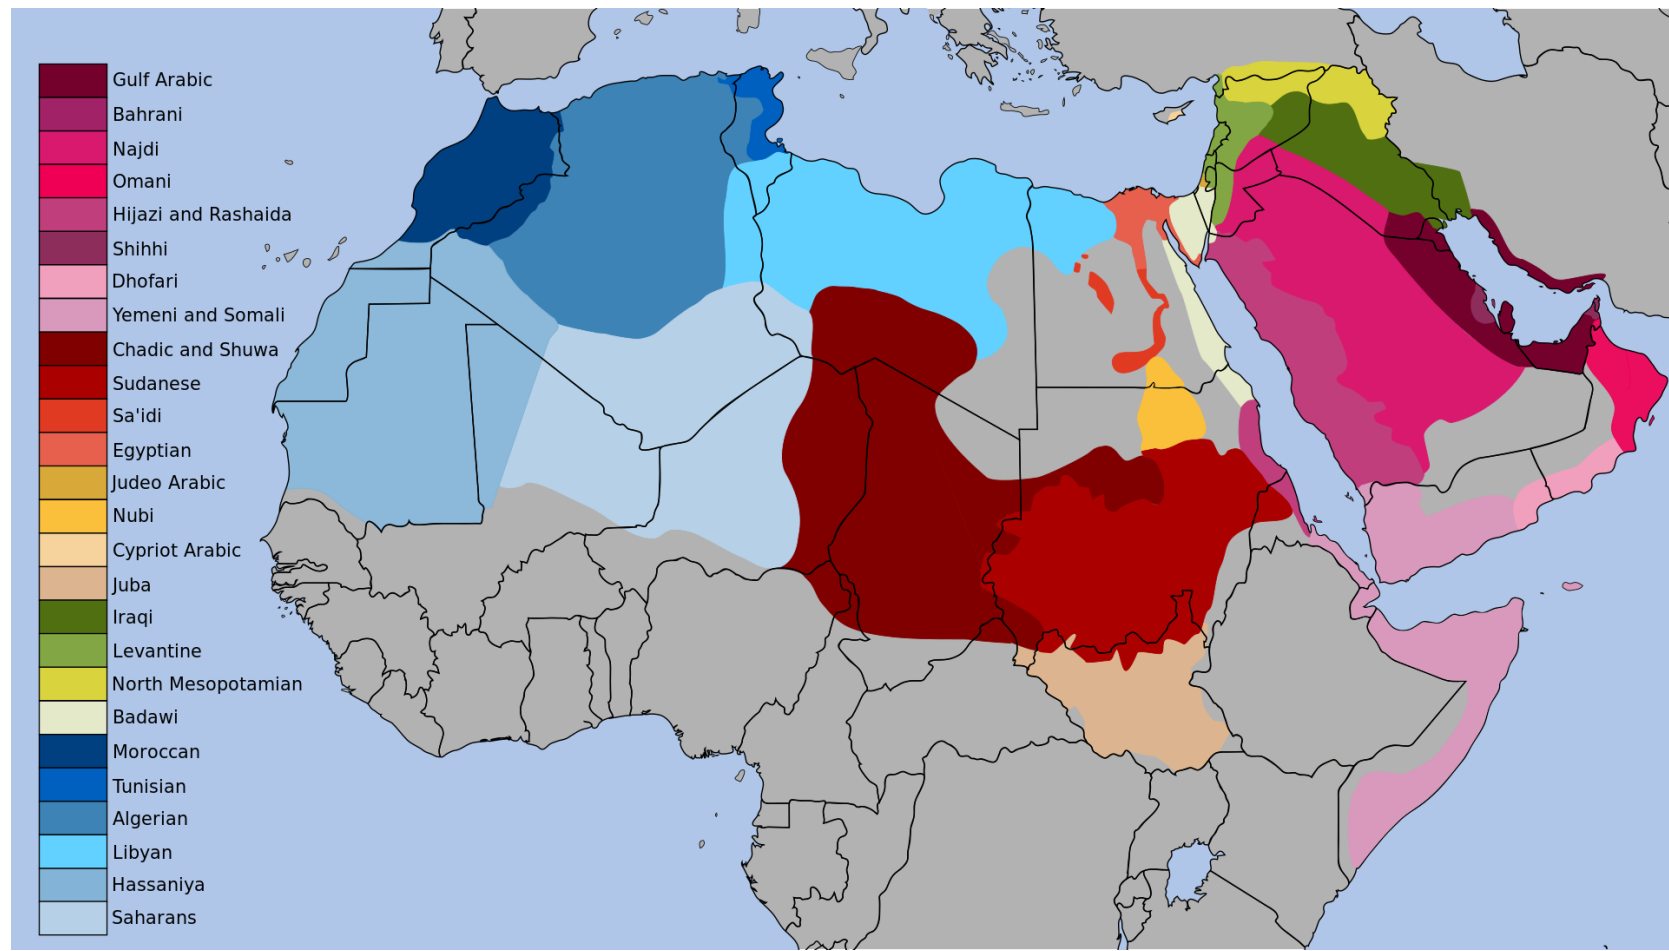 Gulf Arabic
Bahrani
Najdi
Omani
Hijazi and Rashaida
Shihhi
Dhofari
Yemeni and Somali
Chadic and Shuwa
Sudanese
Sa'idi
Egyptian
Judeo Arabic
Nubi
Cypriot Arabic
Juba
Iraqi
Levantine
North Mesopotamian
Badawi
Moroccan
Tunisian
Algerian
Libyan
Hassaniya
Saharans